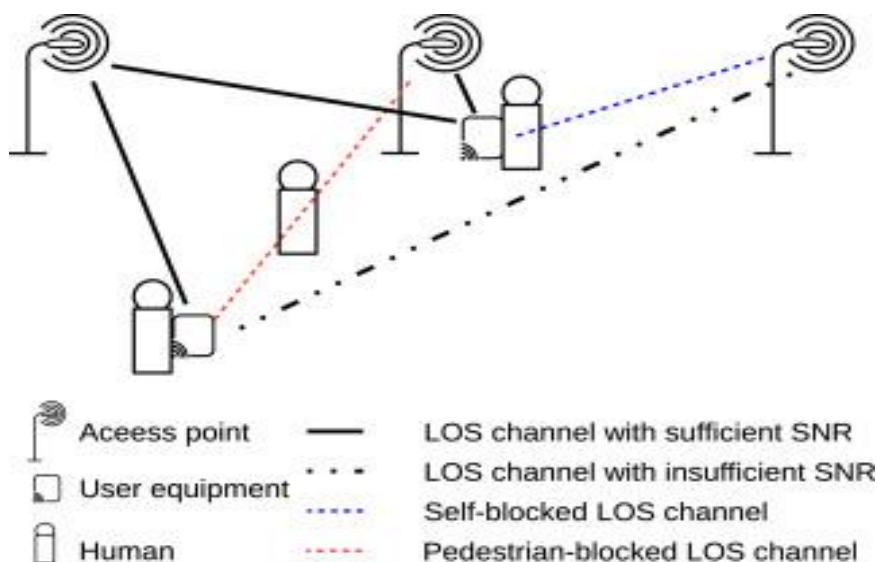 Aceess point
LOS channel with sufficient SNR
LOS channel with insufficient SNR
User equipment
Self-blocked LOS channel
Human
Pedestrian-blocked LOS channel